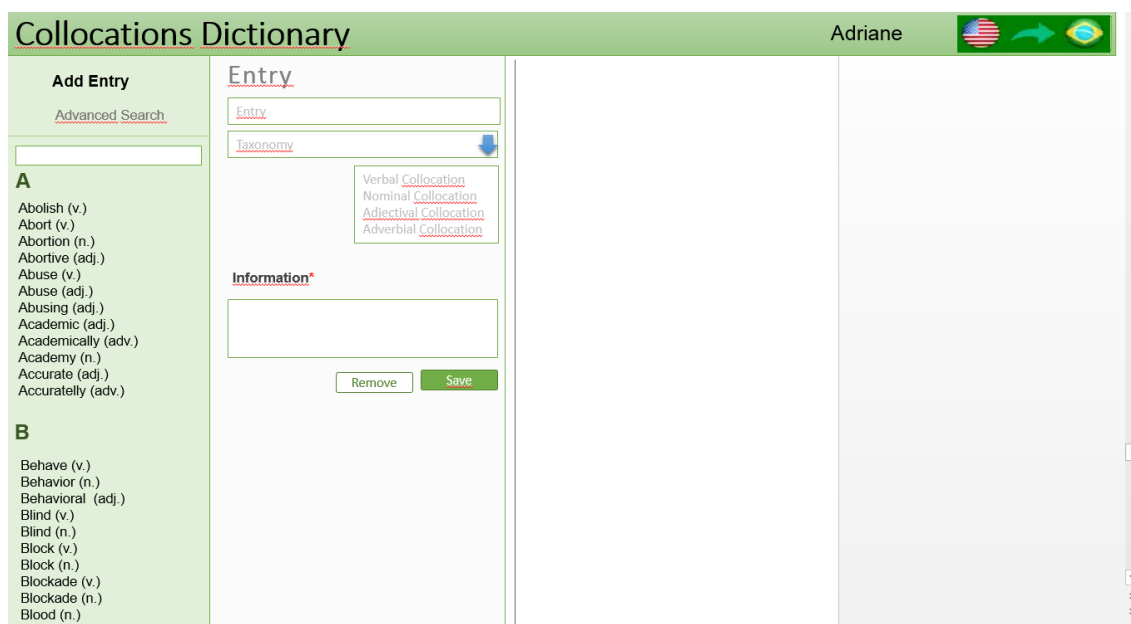 Collocations Dictionary
Adriane
Add Entry
Advanced Search
A
Abolish (v.)
Abort (v.)
Abortion (n.)
Abortive (adj.)
Abuse (v.)
Abuse (adj.)
Abusing (adj.)
Academic (adj.)
Academically (adv.)
Academy (n.)
Accurate (adj.)
Accuratelly (adv.)
B
Behave (v.)
Behavior (n.)
Behavioral (adj.)
Blind (v.)
Blind (n.)
Block (v.)
Block (n.)
Blockade (v.)
Blockade (n.)
Blood (n.)
Entry
Entry
Taxonomy
Verbal Collocation
Nominal Collocation
Adjectival Collocation
Adverbial Collocation
Information*
Remove
Save